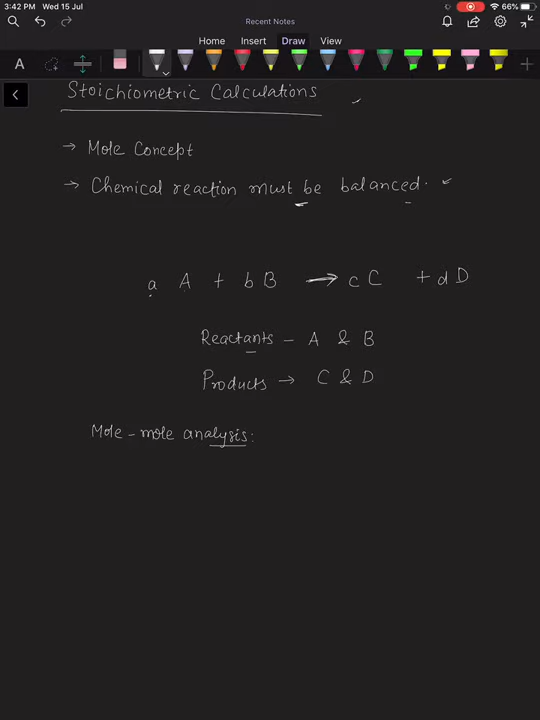 3:42 PM Wed 15 Jul 66%
Recent Notes
Home Insert Draw View
A
Stoichiometric Calculations
→ Mole Concept
→ Chemical reaction must be balanced.
a A + b B → c C + d D
Reactants – A & B
Products → C & D
Mole – mole analysis: